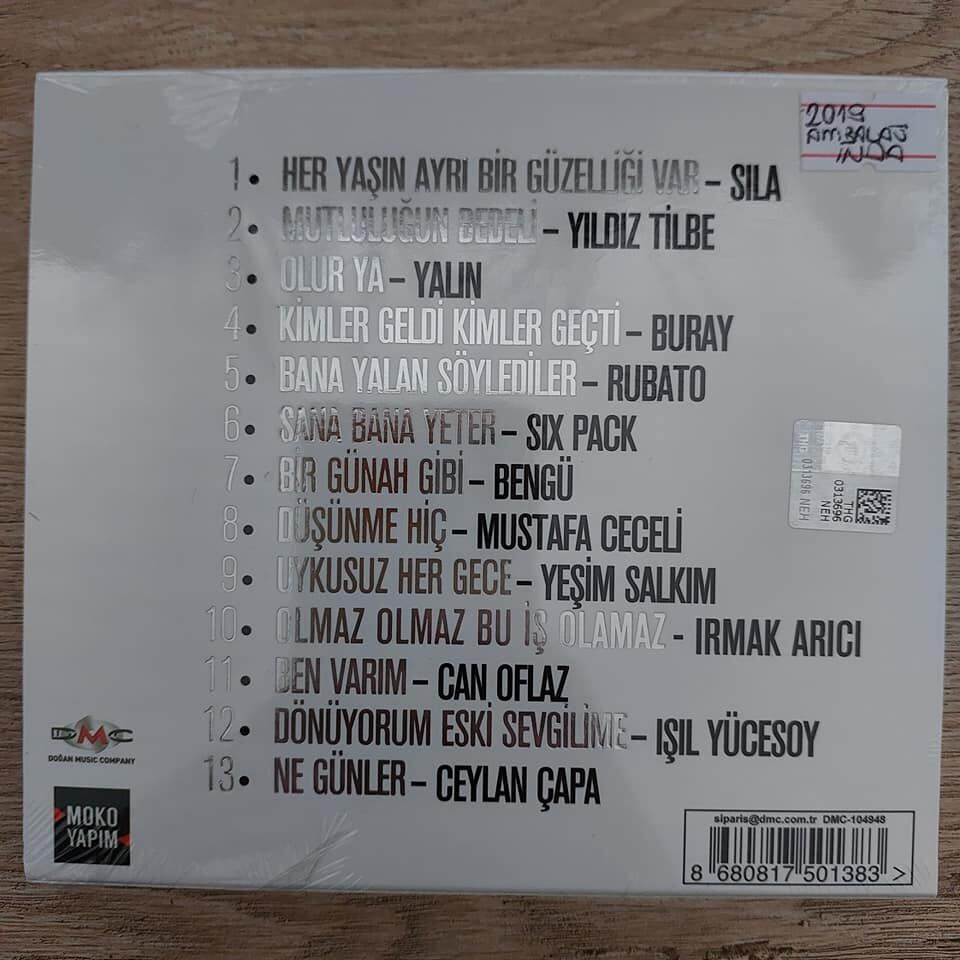 2019
AMBALAJ
INDA
1. HER YAŞIN AYRI BİR GÜZELLİĞİ VAR – SILA
2. MUTLULUĞUN BEDELİ – YILDIZ TİLBE
3. OLUR YA – YALIN
4. KİMLER GELDİ KİMLER GEÇTİ – BURAY
5. BANA YALAN SÖYLEDİLER – RUBATO
6. SANA BANA YETER – SIX PACK
7. BİR GÜNAH GİBİ – BENGÜ
8. DÜŞÜNME HİÇ – MUSTAFA CECELİ
9. UYKUSUZ HER GECE – YEŞİM SALKIM
10. OLMAZ OLMAZ BU İŞ OLAMAZ - IRMAK ARICI
11. BEN VARIM – CAN OFLAZ
12. DÖNÜYORUM ESKİ SEVGİLİME – IŞIL YÜCESOY
13. NE GÜNLER – CEYLAN ÇAPA
THG 0313696 NEH
THG
0313696
NEH
DMC
DOĞAN MUSIC COMPANY
MOKO
YAPIM
siparis@dmc.com.tr DMC-104948
8 680817 501383 >